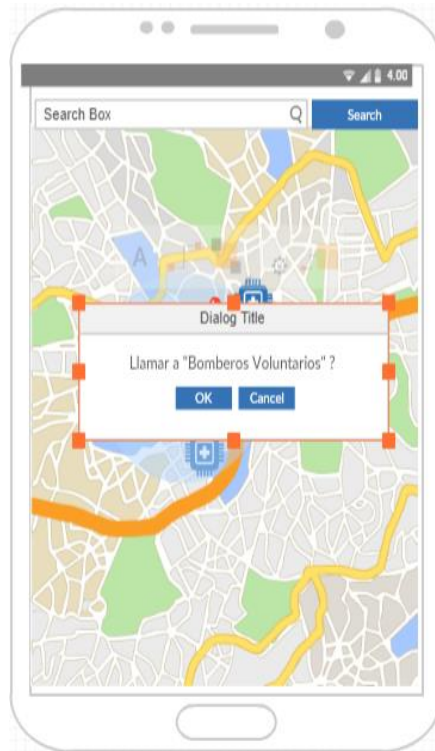 4.00
Search Box
Search
A
Dialog Title
Llamar a "Bomberos Voluntarios" ?
OK
Cancel